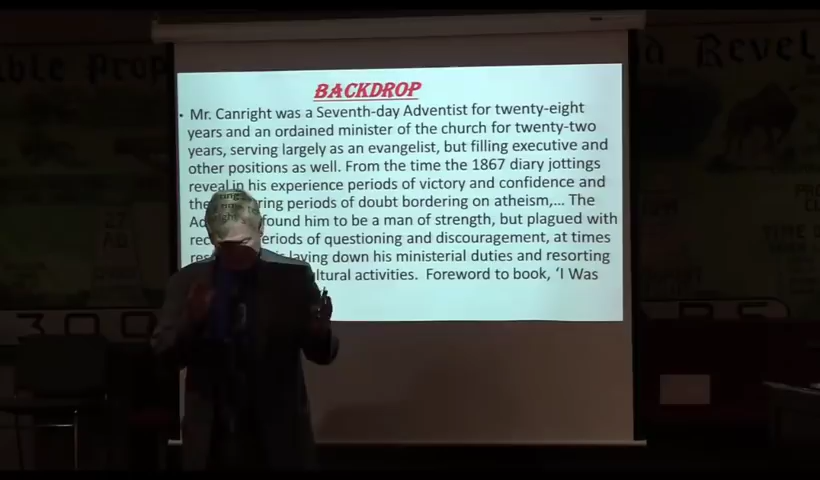 BACKDROP
• Mr. Canright was a Seventh-day Adventist for twenty-eight
years and an ordained minister of the church for twenty-two
years, serving largely as an evangelist, but filling executive and
other positions as well. From the time the 1867 diary jottings
reveal in his experience periods of victory and confidence and
periods of doubt bordering on atheism,... The
found him to be a man of strength, but plagued with
periods of questioning and discouragement, at times
laying down his ministerial duties and resorting
activities. Foreword to book, ‘I Was
300